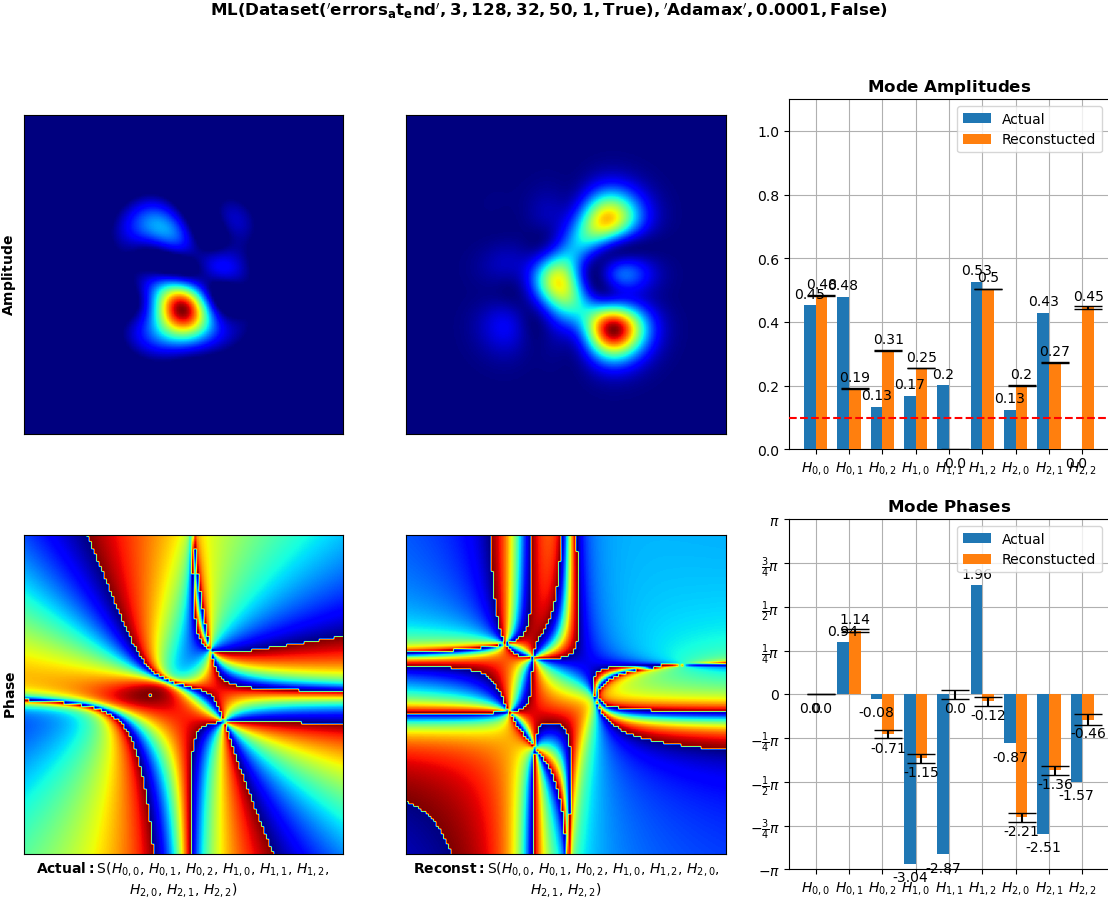 ML(Dataset('errors_at_end', 3, 128, 32, 50, 1, True), 'Adamax', 0.0001, False)
Amplitude
Mode Amplitudes
Actual
Reconstucted
1.0
0.8
0.6
0.4
0.2
0.0
0.45 0.48 0.48 0.19 0.13 0.31 0.17 0.25 0.2 0.0 0.53 0.5 0.13 0.2 0.43 0.27 0.0 0.45
H0,0 H0,1 H0,2 H1,0 H1,1 H1,2 H2,0 H2,1 H2,2
Phase
Mode Phases
Actual
Reconstucted
π
3/4π
1/2π
1/4π
0
−1/4π
−1/2π
−3/4π
−π
0.0 0.0 0.94 1.14 -0.08 -0.71 -3.04 -1.15 -2.87 0.0 1.96 -0.12 -0.87 -2.21 -2.51 -1.36 -1.57 -0.46
H0,0 H0,1 H0,2 H1,0 H1,1 H1,2 H2,0 H2,1 H2,2
Actual: S(H0,0, H0,1, H0,2, H1,0, H1,1, H1,2,
H2,0, H2,1, H2,2)
Reconst: S(H0,0, H0,1, H0,2, H1,0, H1,2, H2,0,
H2,1, H2,2)